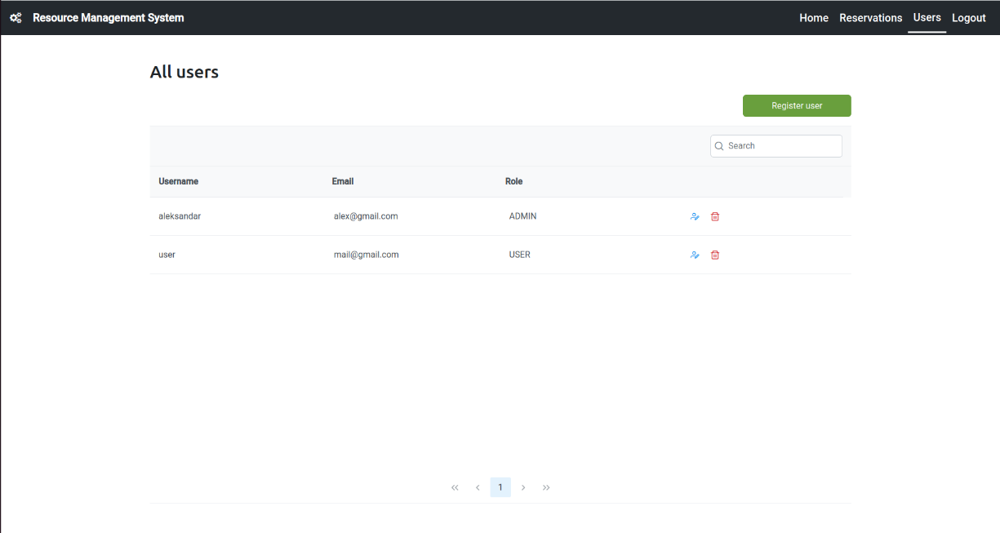 Resource Management System Home Reservations Users Logout
All users
Register user
Search
Username Email Role
aleksandar alex@gmail.com ADMIN
user mail@gmail.com USER
1